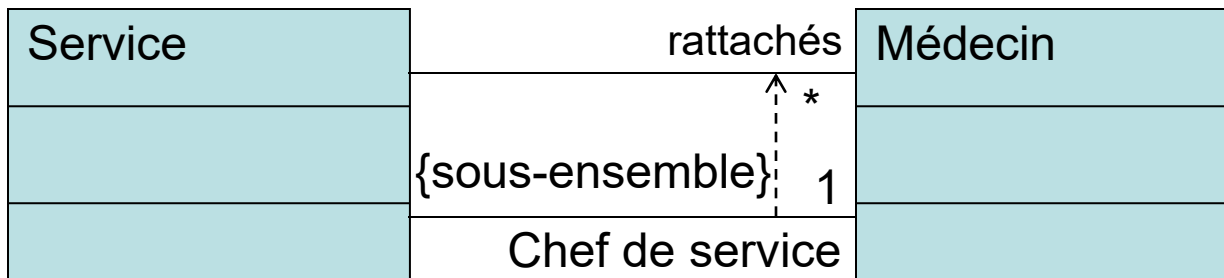 Service
rattachés
Médecin
*
{sous-ensemble}
1
Chef de service